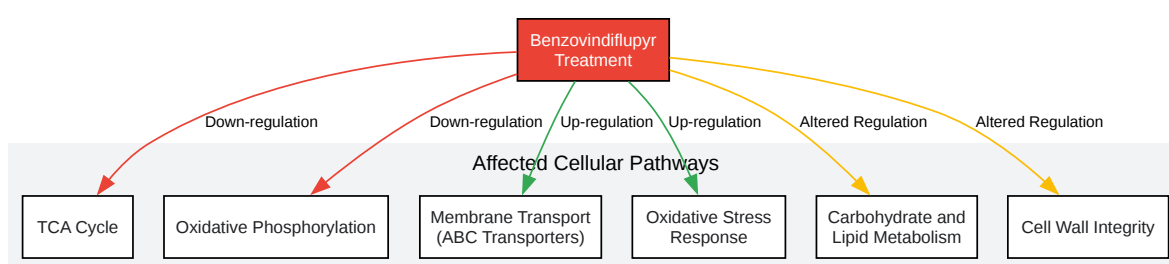 Benzovindiflupyr
Treatment
Down-regulation
Down-regulation
Up-regulation
Up-regulation
Altered Regulation
Altered Regulation
Affected Cellular Pathways
TCA Cycle
Oxidative Phosphorylation
Membrane Transport
(ABC Transporters)
Oxidative Stress
Response
Carbohydrate and
Lipid Metabolism
Cell Wall Integrity